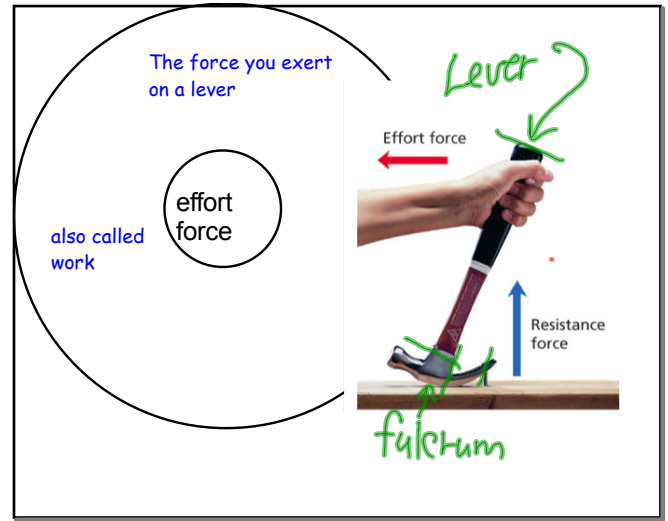 The force you exert
on a lever
also called
work
effort
force
Lever
Effort force
Resistance
force
fulcrum